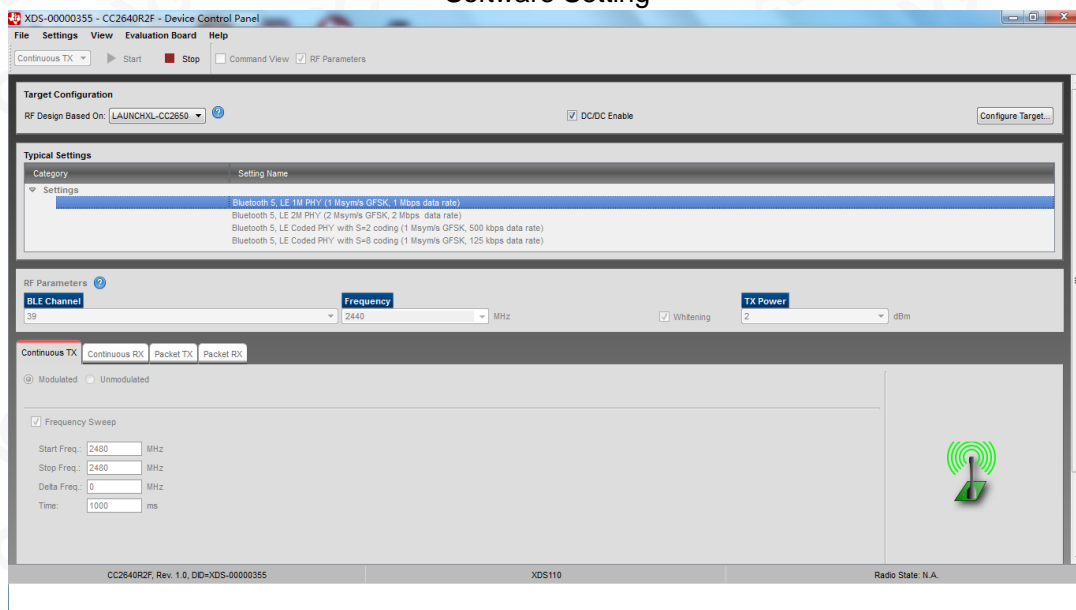 Software Setting
XDS-00000355 - CC2640R2F - Device Control Panel
File Settings View Evaluation Board Help
Continuous TX Start Stop Command View RF Parameters
Target Configuration
RF Design Based On: LAUNCHXL-CC2650 DC/DC Enable Configure Target...
Typical Settings
Category Setting Name
Settings
Bluetooth 5, LE 1M PHY (1 Msym/s GFSK, 1 Mbps data rate)
Bluetooth 5, LE 2M PHY (2 Msym/s GFSK, 2 Mbps data rate)
Bluetooth 5, LE Coded PHY with S=2 coding (1 Msym/s GFSK, 500 kbps data rate)
Bluetooth 5, LE Coded PHY with S=8 coding (1 Msym/s GFSK, 125 kbps data rate)
RF Parameters
BLE Channel Frequency TX Power
39 2440 MHz Whitening 2 dBm
Continuous TX Continuous RX Packet TX Packet RX
Modulated Unmodulated
Frequency Sweep
Start Freq.: 2480 MHz
Stop Freq.: 2480 MHz
Delta Freq.: 0 MHz
Time: 1000 ms
CC2640R2F, Rev. 1.0, DID=XDS-00000355 XDS110 Radio State: N.A.